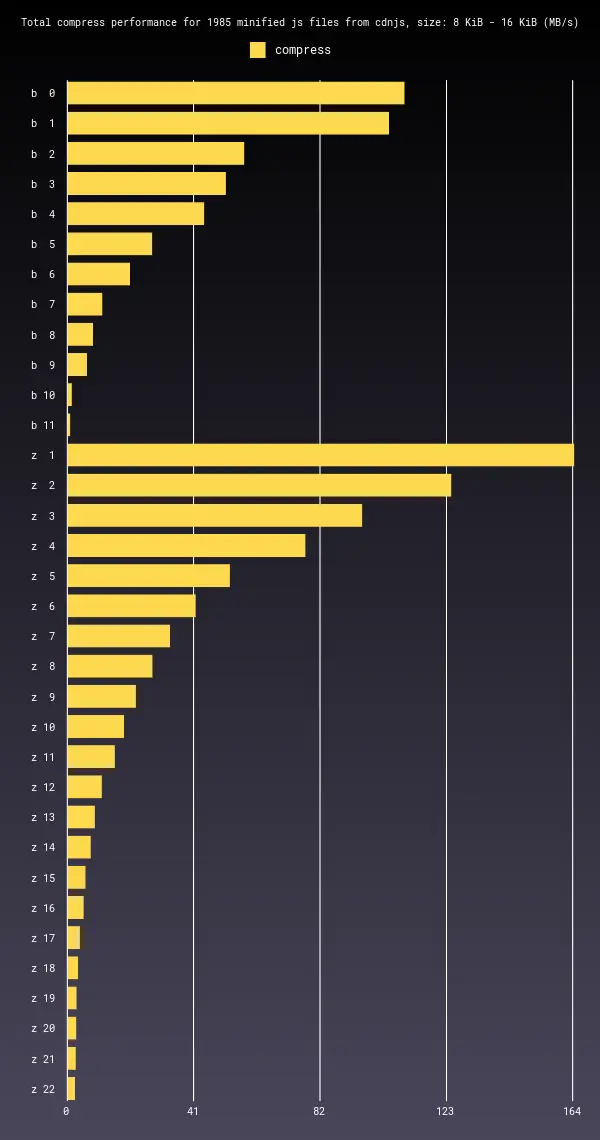 Total compress performance for 1985 minified js files from cdnjs, size: 8 KiB - 16 KiB (MB/s)
compress
b 0
b 1
b 2
b 3
b 4
b 5
b 6
b 7
b 8
b 9
b 10
b 11
z 1
z 2
z 3
z 4
z 5
z 6
z 7
z 8
z 9
z 10
z 11
z 12
z 13
z 14
z 15
z 16
z 17
z 18
z 19
z 20
z 21
z 22
0 41 82 123 164